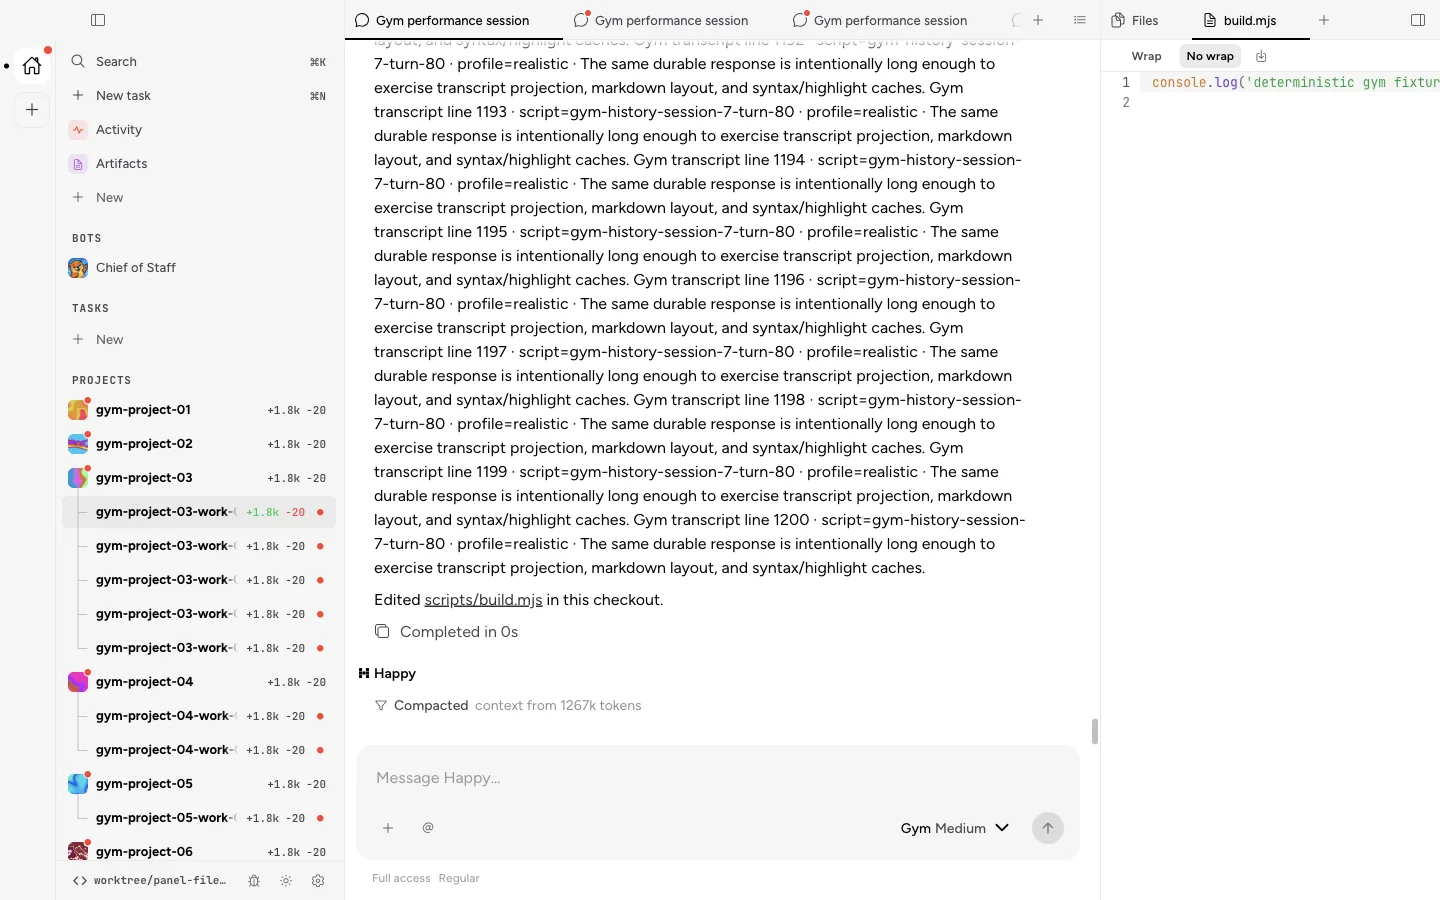 Search ⌘K
New task ⌘N
Activity
Artifacts
New
BOTS
Chief of Staff
TASKS
New
PROJECTS
gym-project-01 +1.8k -20
gym-project-02 +1.8k -20
gym-project-03 +1.8k -20
gym-project-03-work- +1.8k -20
gym-project-03-work- +1.8k -20
gym-project-03-work- +1.8k -20
gym-project-03-work- +1.8k -20
gym-project-03-work- +1.8k -20
gym-project-04 +1.8k -20
gym-project-04-work- +1.8k -20
gym-project-04-work- +1.8k -20
gym-project-05 +1.8k -20
gym-project-05-work- +1.8k -20
gym-project-06 +1.8k -20
worktree/panel-file…
Gym performance session
Gym performance session
Gym performance session
layout, and syntax/highlight caches. Gym transcript line 1192 · script=gym-history-session-
7-turn-80 · profile=realistic · The same durable response is intentionally long enough to
exercise transcript projection, markdown layout, and syntax/highlight caches. Gym
transcript line 1193 · script=gym-history-session-7-turn-80 · profile=realistic · The same
durable response is intentionally long enough to exercise transcript projection, markdown
layout, and syntax/highlight caches. Gym transcript line 1194 · script=gym-history-session-
7-turn-80 · profile=realistic · The same durable response is intentionally long enough to
exercise transcript projection, markdown layout, and syntax/highlight caches. Gym
transcript line 1195 · script=gym-history-session-7-turn-80 · profile=realistic · The same
durable response is intentionally long enough to exercise transcript projection, markdown
layout, and syntax/highlight caches. Gym transcript line 1196 · script=gym-history-session-
7-turn-80 · profile=realistic · The same durable response is intentionally long enough to
exercise transcript projection, markdown layout, and syntax/highlight caches. Gym
transcript line 1197 · script=gym-history-session-7-turn-80 · profile=realistic · The same
durable response is intentionally long enough to exercise transcript projection, markdown
layout, and syntax/highlight caches. Gym transcript line 1198 · script=gym-history-session-
7-turn-80 · profile=realistic · The same durable response is intentionally long enough to
exercise transcript projection, markdown layout, and syntax/highlight caches. Gym
transcript line 1199 · script=gym-history-session-7-turn-80 · profile=realistic · The same
durable response is intentionally long enough to exercise transcript projection, markdown
layout, and syntax/highlight caches. Gym transcript line 1200 · script=gym-history-session-
7-turn-80 · profile=realistic · The same durable response is intentionally long enough to
exercise transcript projection, markdown layout, and syntax/highlight caches.
Edited scripts/build.mjs in this checkout.
Completed in 0s
Happy
Compacted context from 1267k tokens
Message Happy...
@ Gym Medium
Full access Regular
Files
build.mjs
Wrap No wrap
1 console.log('deterministic gym fixtur
2